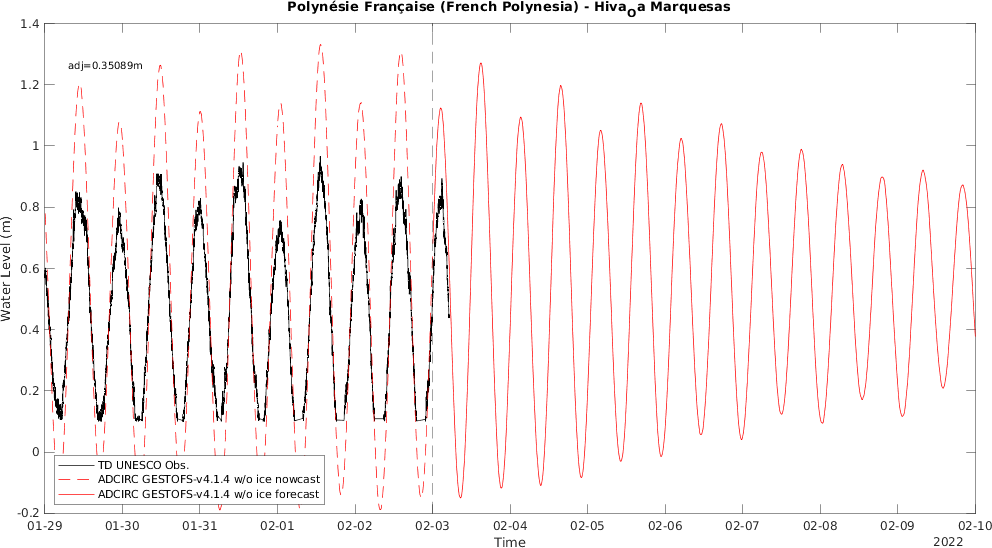 Polynésie Française (French Polynesia) - HivaOa Marquesas
1.4
adj=0.35089m
1.2
1
0.8
0.6
0.4
0.2
0
-0.2
Water Level (m)
TD UNESCO Obs.
ADCIRC GESTOFS-v4.1.4 w/o ice nowcast
ADCIRC GESTOFS-v4.1.4 w/o ice forecast
01-29 01-30 01-31 02-01 02-02 02-03 02-04 02-05 02-06 02-07 02-08 02-09 02-10
Time
2022